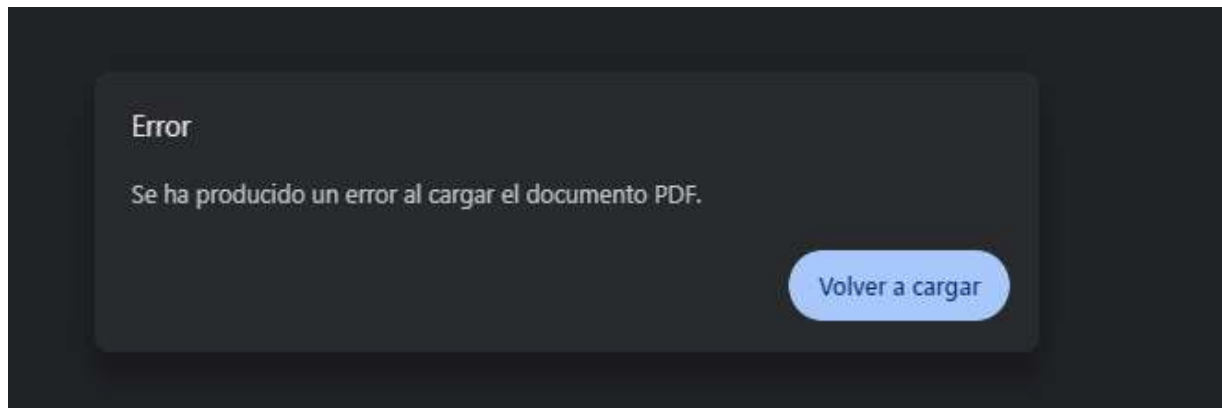 Error
Se ha producido un error al cargar el documento PDF.
Volver a cargar